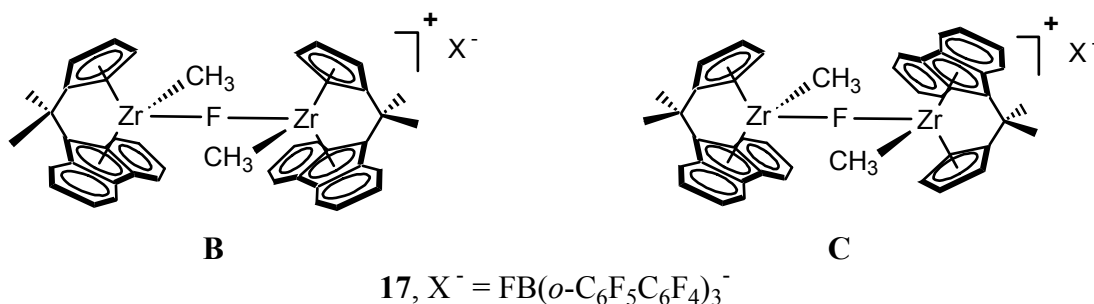 + +
X⁻ X⁻
CH₃ CH₃
Zr F Zr Zr F Zr
CH₃ CH₃
B C
17, X⁻ = FB(o-C₆F₅C₆F₄)₃⁻